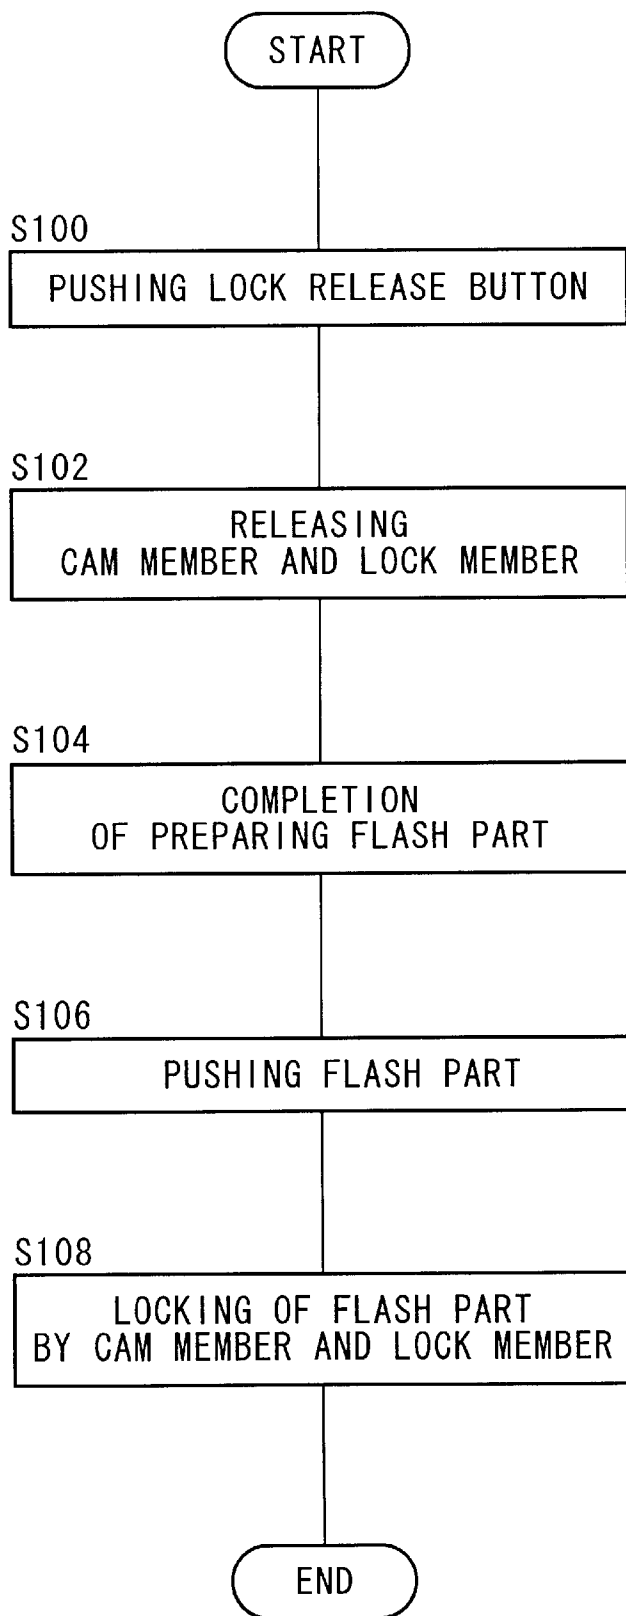 START
S100
PUSHING LOCK RELEASE BUTTON
S102
RELEASING
CAM MEMBER AND LOCK MEMBER
S104
COMPLETION
OF PREPARING FLASH PART
S106
PUSHING FLASH PART
S108
LOCKING OF FLASH PART
BY CAM MEMBER AND LOCK MEMBER
END